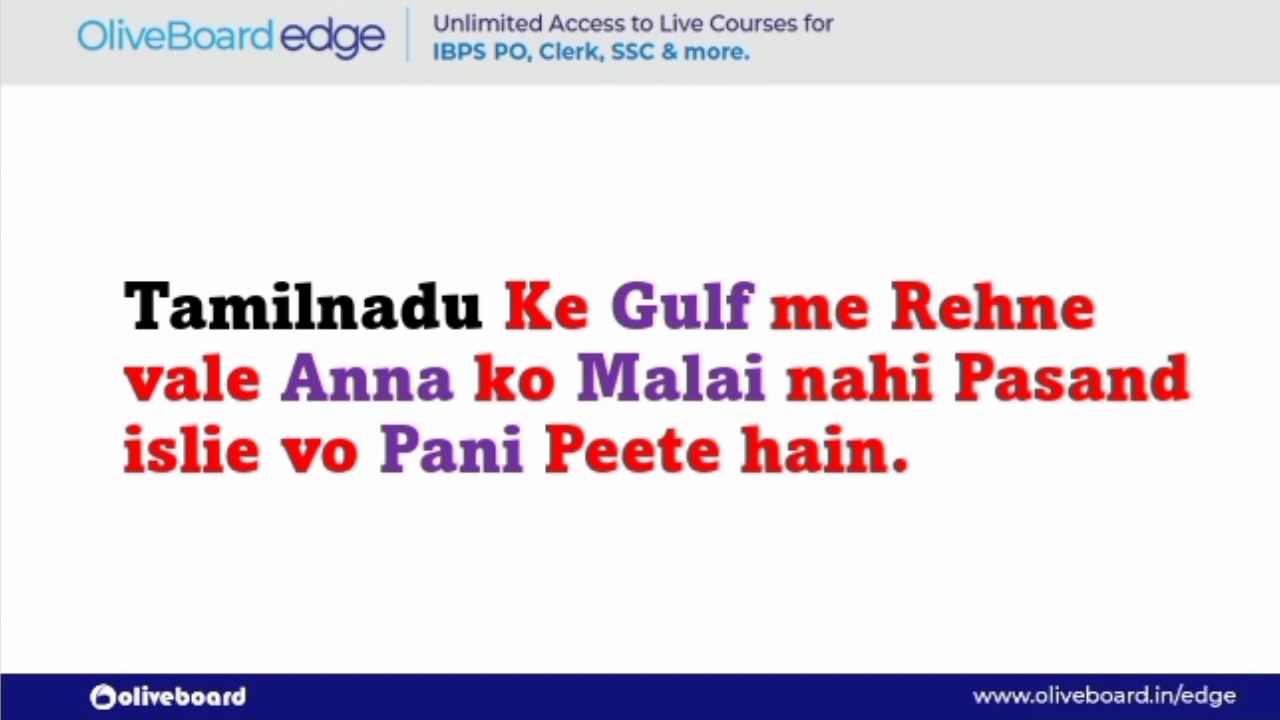 OliveBoard edge
Unlimited Access to Live Courses for
IBPS PO, Clerk, SSC & more.
Tamilnadu Ke Gulf me Rehne
vale Anna ko Malai nahi Pasand
islie vo Pani Peete hain.
oliveboard
www.oliveboard.in/edge